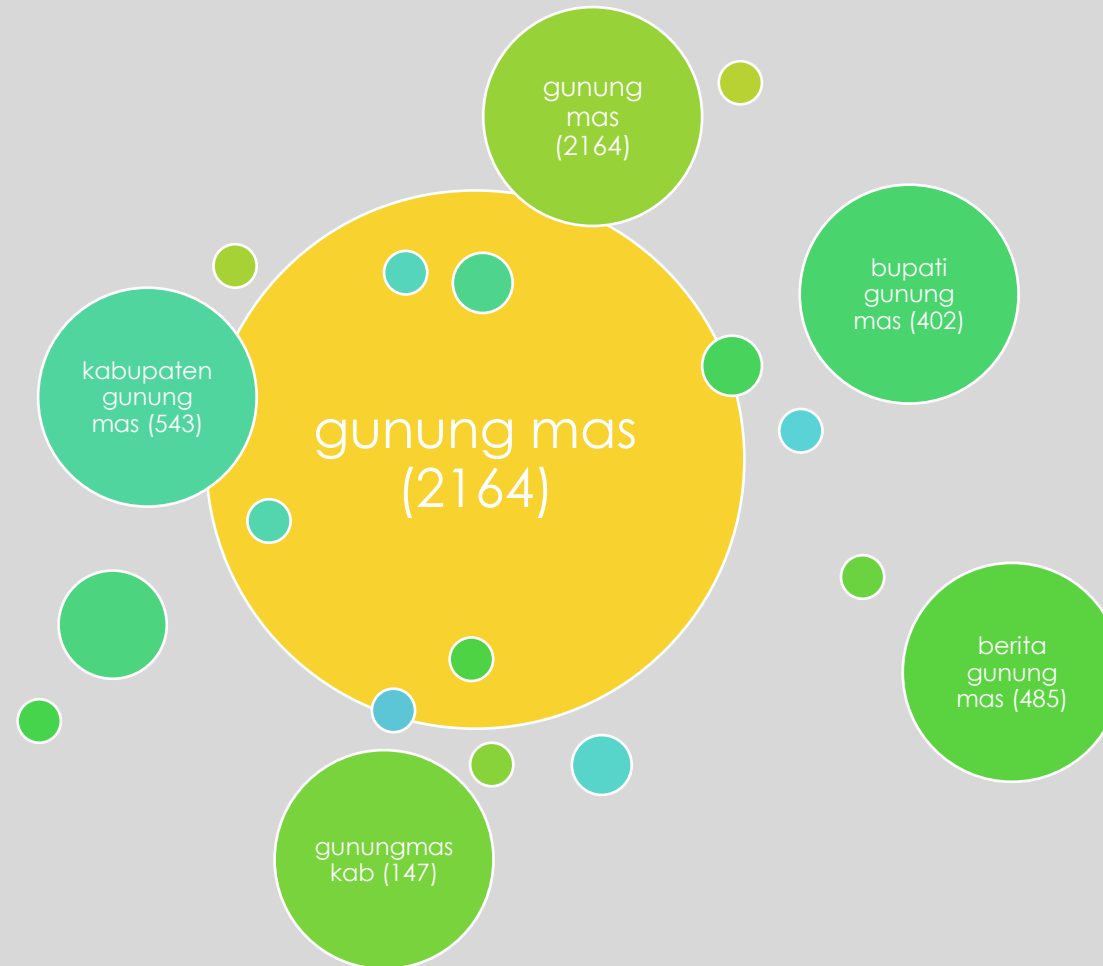 gunung
mas
(2164)
bupati
gunung
mas (402)
kabupaten
gunung
mas (543)
gunung mas
(2164)
berita
gunung
mas (485)
gunungmas
kab (147)